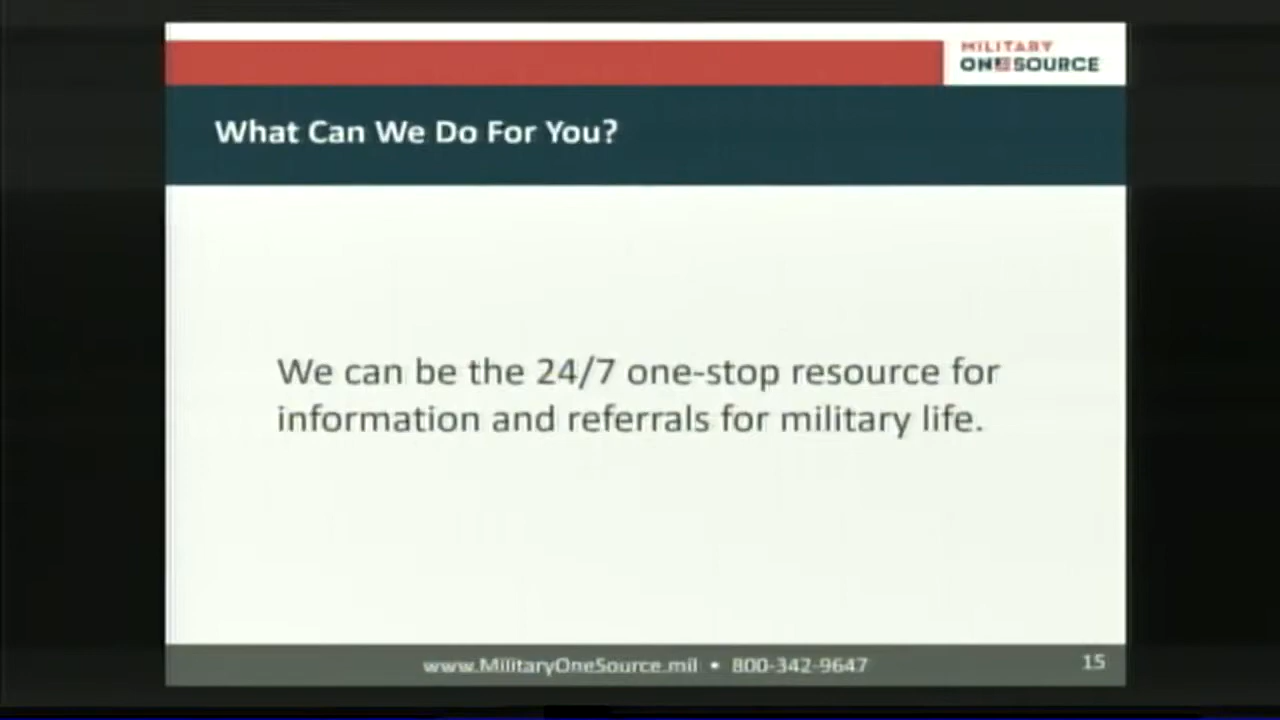 MILITARY
ONE SOURCE
What Can We Do For You?
We can be the 24/7 one-stop resource for
information and referrals for military life.
www.MilitaryOneSource.mil • 800-342-9647
15